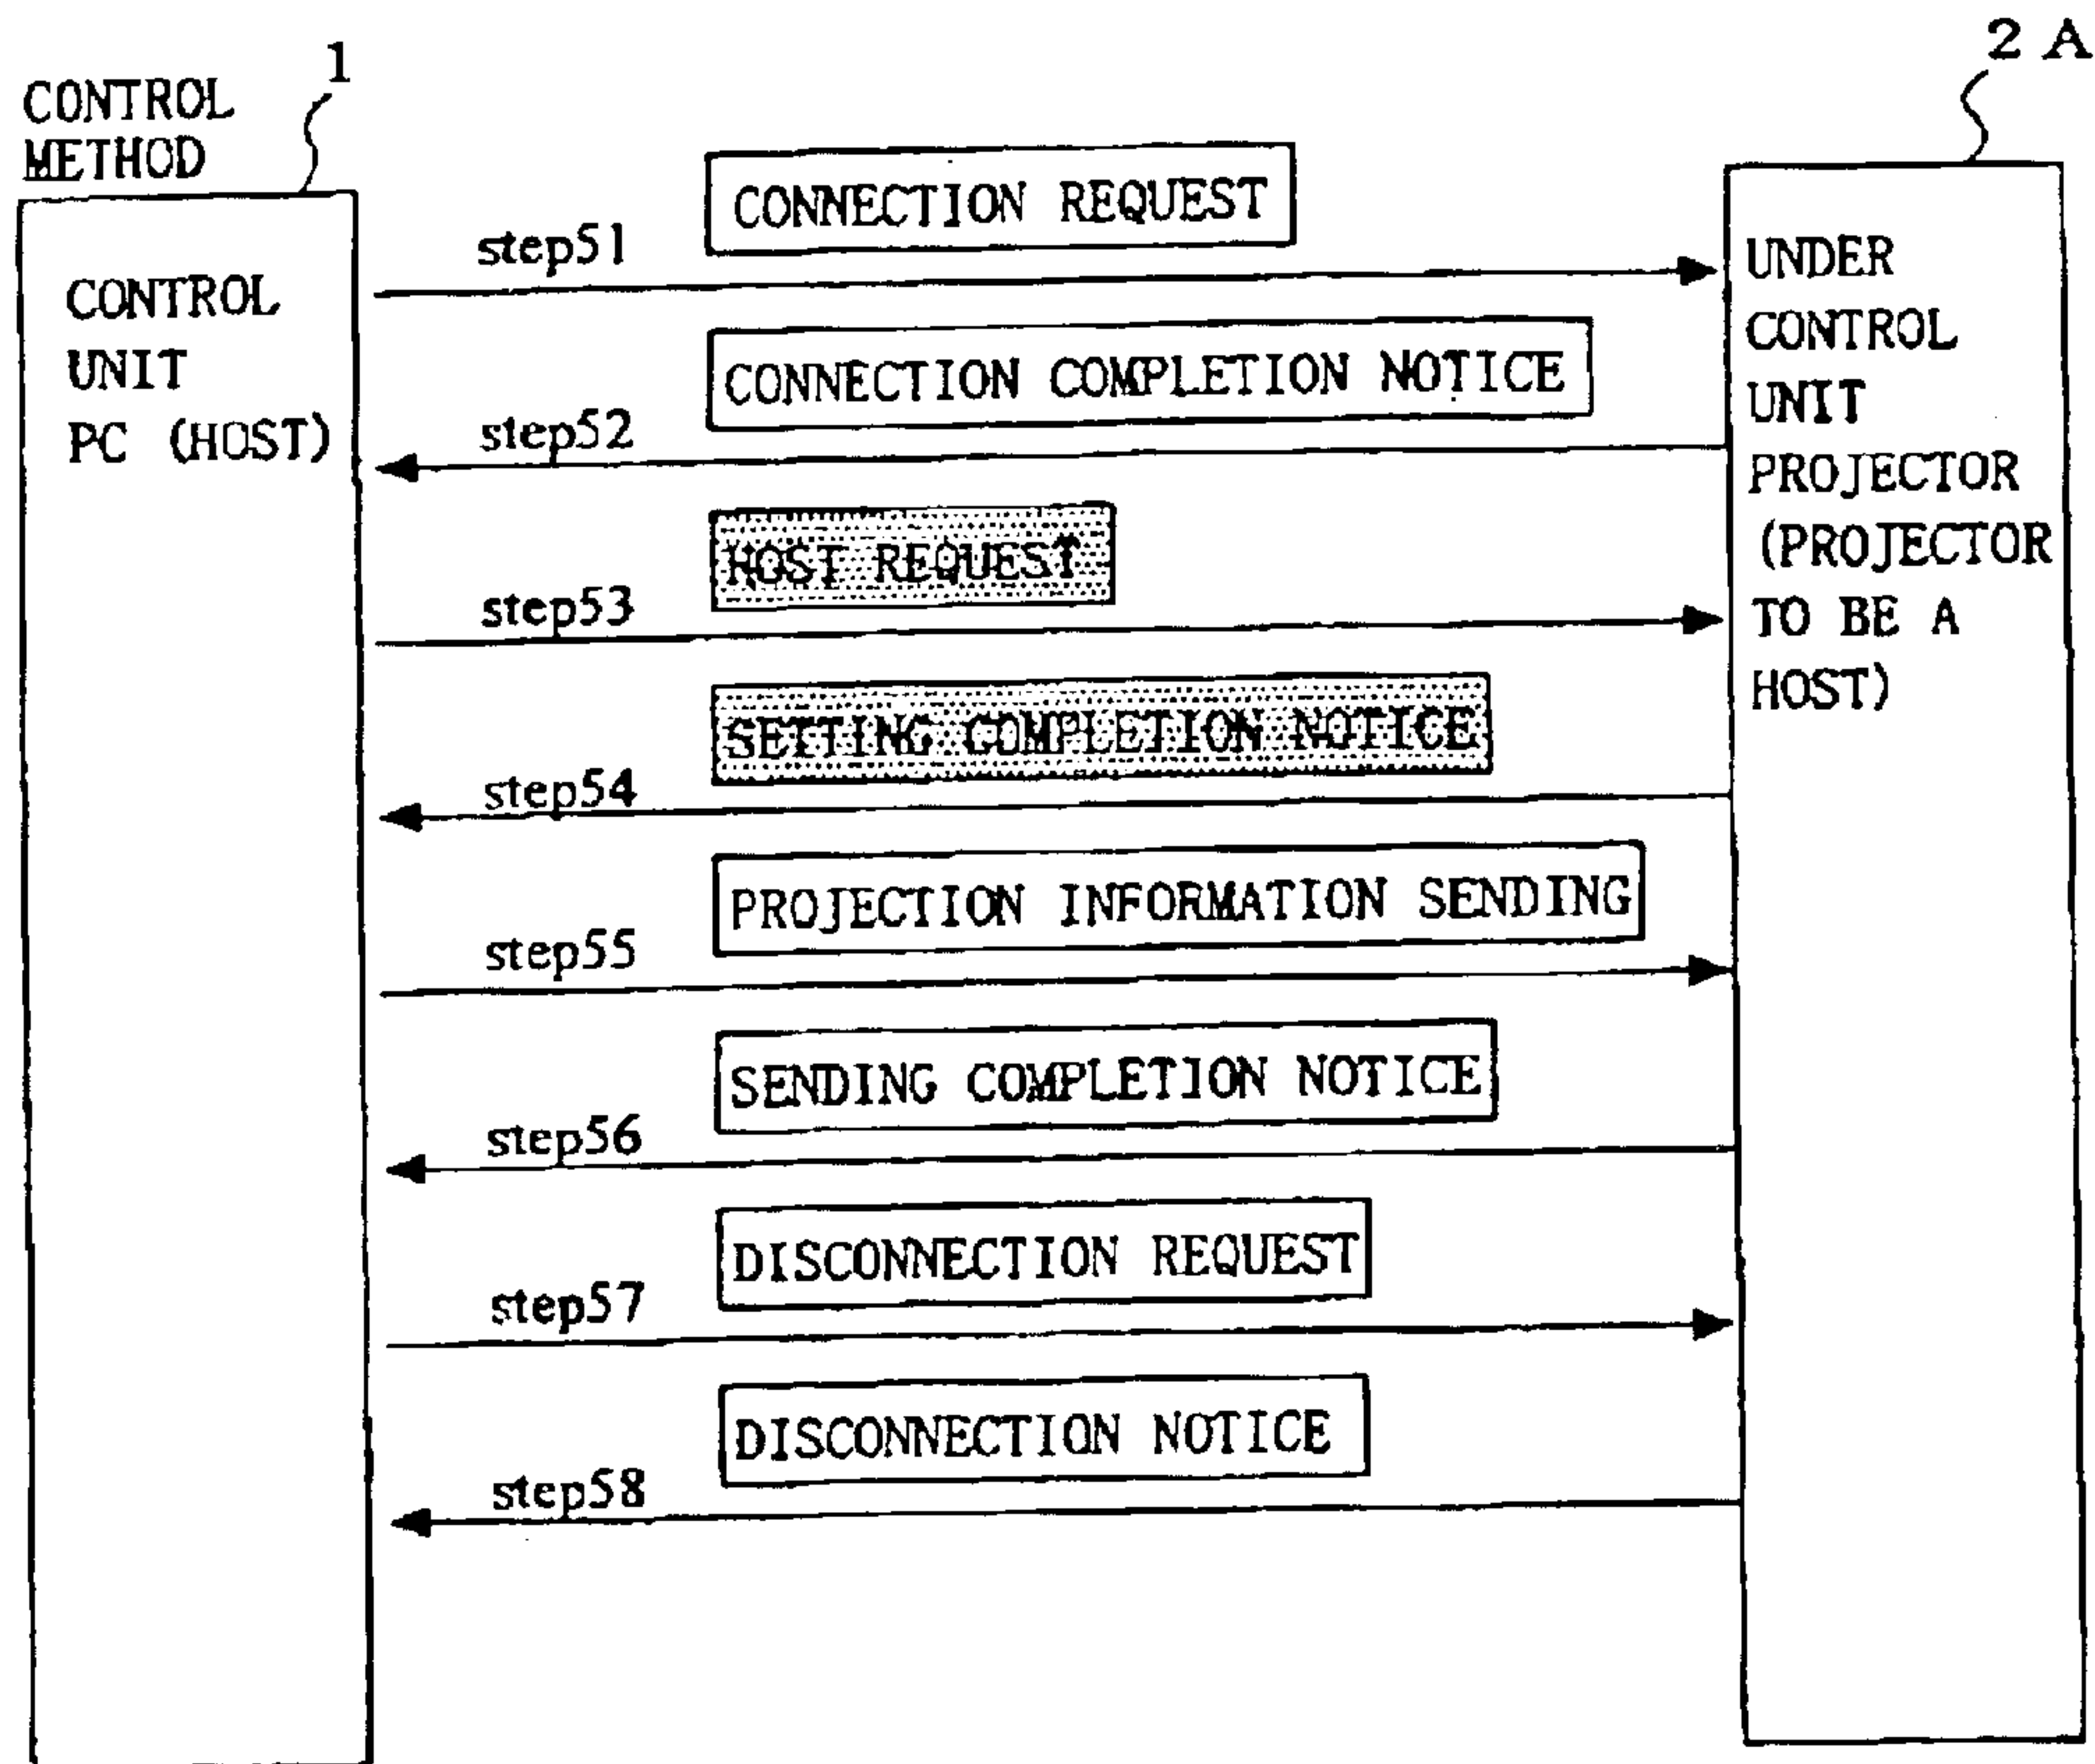 1
2 A
CONTROL
METHOD
CONTROL
UNIT
PC (HOST)
CONNECTION REQUEST
step51
CONNECTION COMPLETION NOTICE
step52
HOST REQUEST
step53
SETTING COMPLETION NOTICE
step54
PROJECTION INFORMATION SENDING
step55
SENDING COMPLETION NOTICE
step56
DISCONNECTION REQUEST
step57
DISCONNECTION NOTICE
step58
UNDER
CONTROL
UNIT
PROJECTOR
(PROJECTOR
TO BE A
HOST)